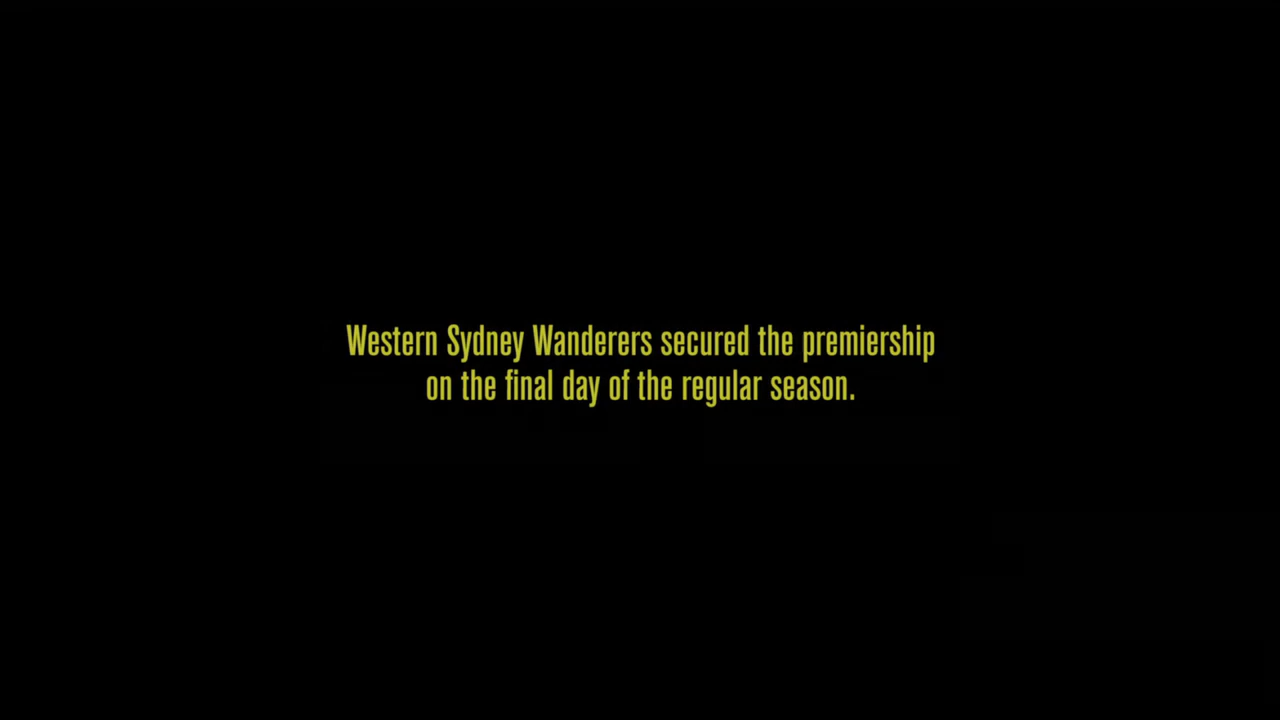 Western Sydney Wanderers secured the premiership
on the final day of the regular season.